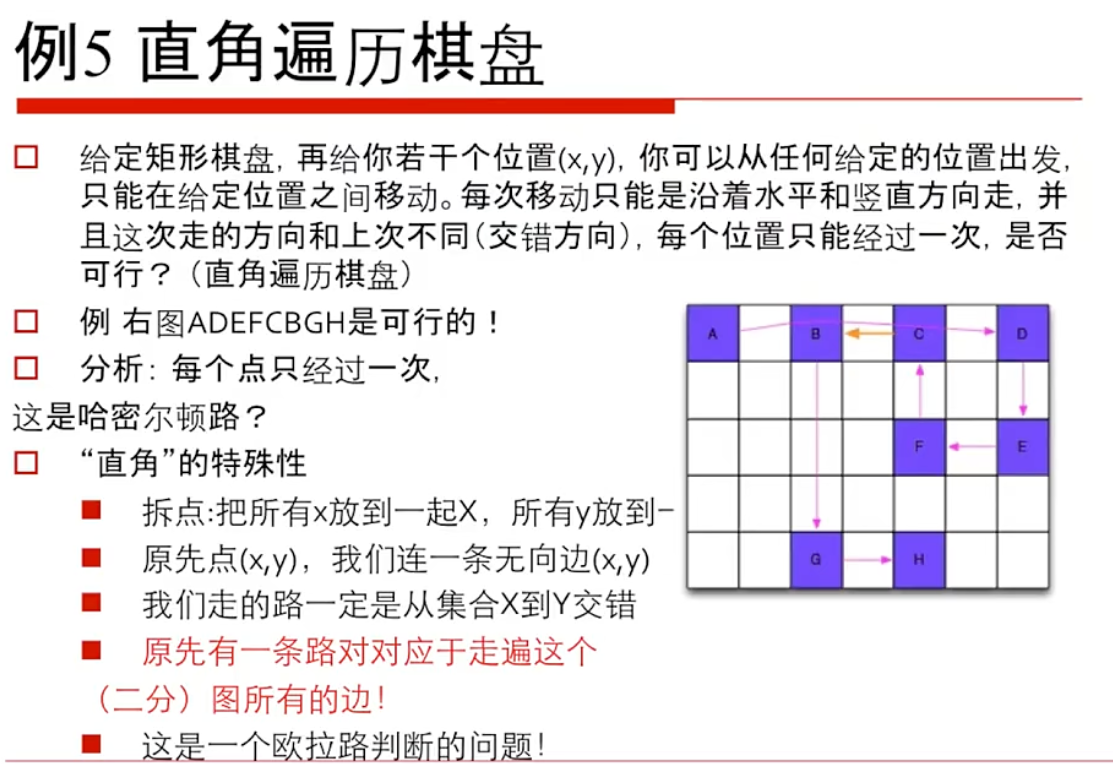 例5 直角遍历棋盘
给定矩形棋盘, 再给你若干个位置(x,y), 你可以从任何给定的位置出发,
只能在给定位置之间移动。每次移动只能是沿着水平和竖直方向走, 并
且这次走的方向和上次不同(交错方向), 每个位置只能经过一次, 是否
可行？（直角遍历棋盘）
例 右图ADEFCBGH是可行的！
分析: 每个点只经过一次,
这是哈密尔顿路？
“直角”的特殊性
拆点:把所有x放到一起X，所有y放到一
原先点(x,y)，我们连一条无向边(x,y)
我们走的路一定是从集合X到Y交错
原先有一条路对对应于走遍这个
（二分）图所有的边！
这是一个欧拉路判断的问题！
A B C D
F E
G H